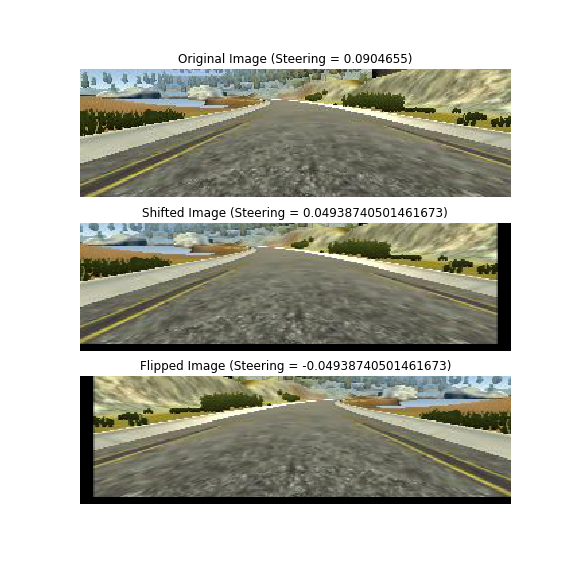 Original Image (Steering = 0.0904655)
Shifted Image (Steering = 0.04938740501461673)
Flipped Image (Steering = -0.04938740501461673)